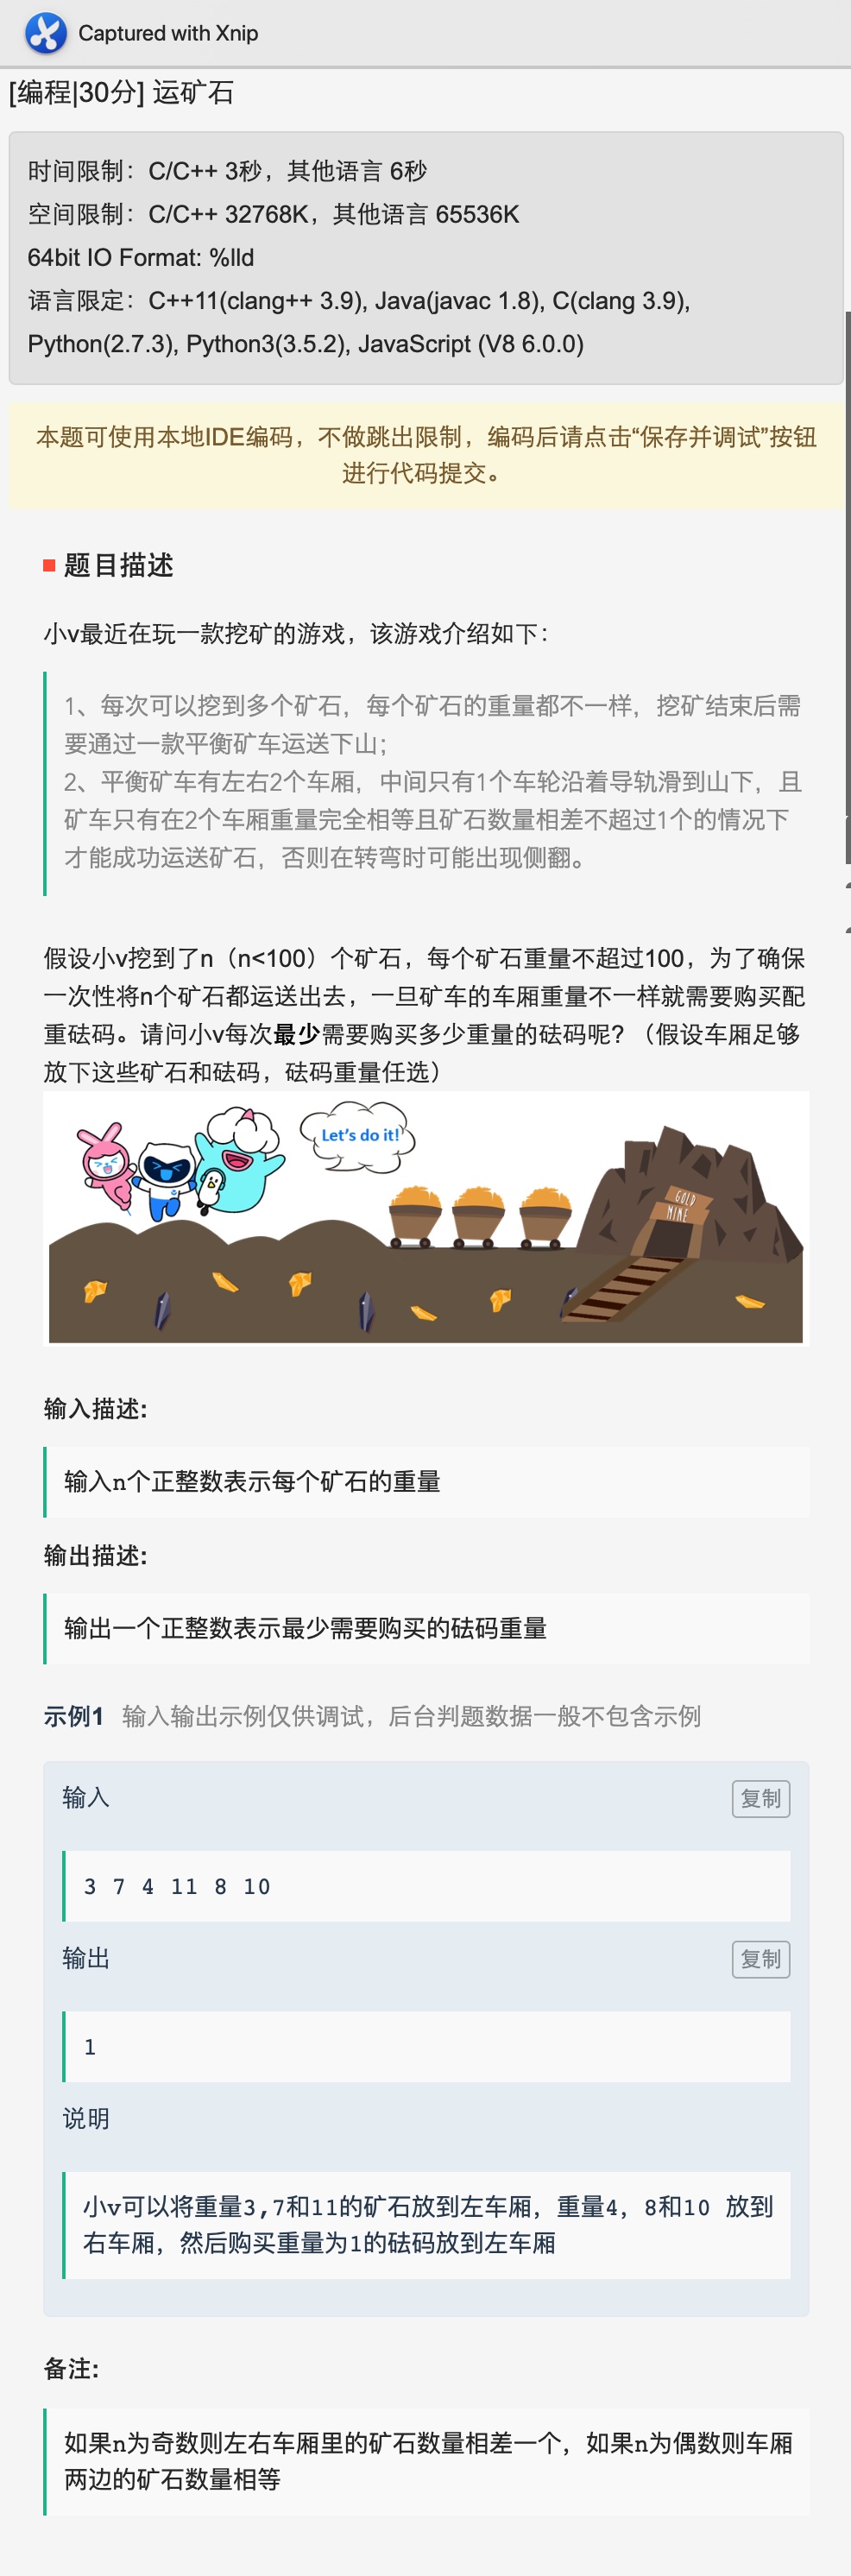 Captured with Xnip
[编程|30分] 运矿石
时间限制：C/C++ 3秒，其他语言 6秒
空间限制：C/C++ 32768K，其他语言 65536K
64bit IO Format: %lld
语言限定：C++11(clang++ 3.9), Java(javac 1.8), C(clang 3.9),
Python(2.7.3), Python3(3.5.2), JavaScript (V8 6.0.0)
本题可使用本地IDE编码，不做跳出限制，编码后请点击“保存并调试”按钮
进行代码提交。
题目描述
小v最近在玩一款挖矿的游戏，该游戏介绍如下：
1、每次可以挖到多个矿石，每个矿石的重量都不一样，挖矿结束后需
要通过一款平衡矿车运送下山；
2、平衡矿车有左右2个车厢，中间只有1个车轮沿着导轨滑到山下，且
矿车只有在2个车厢重量完全相等且矿石数量相差不超过1个的情况下
才能成功运送矿石，否则在转弯时可能出现侧翻。
假设小v挖到了n（n<100）个矿石，每个矿石重量不超过100，为了确保
一次性将n个矿石都运送出去，一旦矿车的车厢重量不一样就需要购买配
重砝码。请问小v每次最少需要购买多少重量的砝码呢？（假设车厢足够
放下这些矿石和砝码，砝码重量任选）
Let's do it!
GOLD
MINE
输入描述:
输入n个正整数表示每个矿石的重量
输出描述:
输出一个正整数表示最少需要购买的砝码重量
示例1 输入输出示例仅供调试，后台判题数据一般不包含示例
输入
复制
3 7 4 11 8 10
输出
复制
1
说明
小v可以将重量3,7和11的矿石放到左车厢，重量4，8和10 放到
右车厢，然后购买重量为1的砝码放到左车厢
备注:
如果n为奇数则左右车厢里的矿石数量相差一个，如果n为偶数则车厢
两边的矿石数量相等